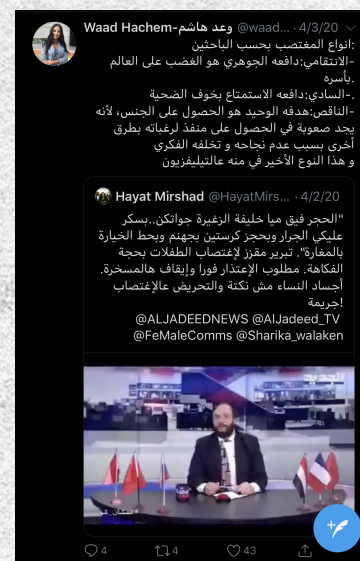 Waad Hachem-وعد هاشم @waad... · 4/3/20
انواع المغتصب بحسب الباحثين:
-الانتقامي:دافعه الجوهري هو الغضب على العالم
بأسره.
-السادي:دافعه الاستمتاع بخوف الضحية.
-الناقص:هدفه الوحيد هو الحصول على الجنس، لأنه
يجد صعوبة في الحصول على منفذ لرغباته بطرق
أخرى بسبب عدم نجاحه و تخلفه الفكري
و هذا النوع الأخير في منه عالتيليفزيون
Hayat Mirshad @HayatMirs... · 4/2/20
"الحجر فيق ميا خليفة الزغيرة جواتكن..بسكر
عليكي الجرار وبحجز كرستين بجهنم وبحط الخيارة
بالمغارة". تبرير مقزز لإغتصاب الطفلات بحجة
الفكاهة. مطلوب الإعتذار فورا وإيقاف هالمسخرة.
أجساد النساء مش نكتة والتحريض عالإغتصاب
جريمة!
@ALJADEEDNEWS @AlJadeed_TV
@FeMaleComms @Sharika_walaken
الجديد
4 4 43